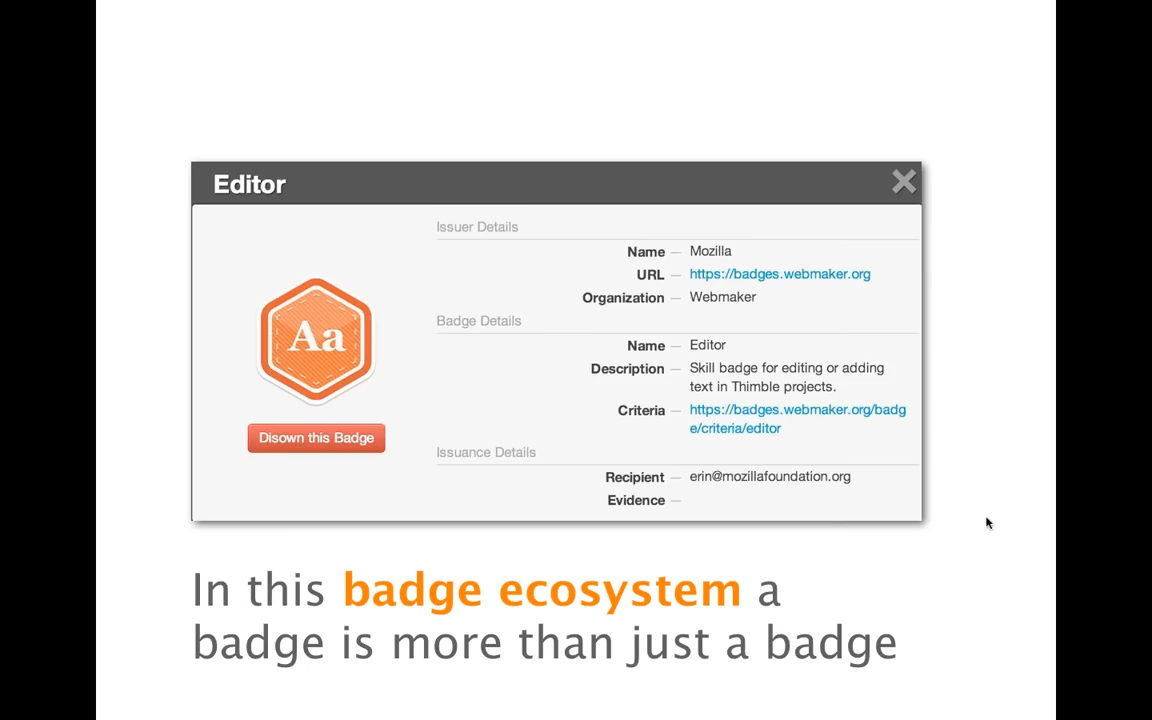 Editor
Issuer Details
Name — Mozilla
URL — https://badges.webmaker.org
Organization — Webmaker
Badge Details
Name — Editor
Description — Skill badge for editing or adding
text in Thimble projects.
Criteria — https://badges.webmaker.org/badg
e/criteria/editor
Issuance Details
Recipient — erin@mozillafoundation.org
Evidence —
Aa
Disown this Badge
In this badge ecosystem a
badge is more than just a badge